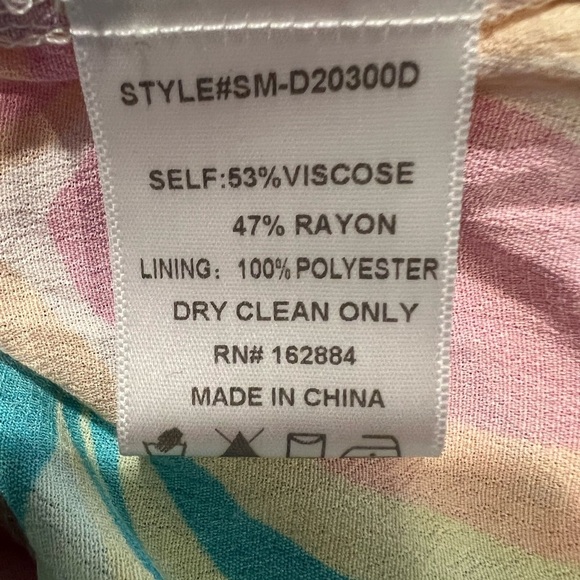 STYLE#SM-D20300D
SELF:53%VISCOSE
47% RAYON
LINING: 100% POLYESTER
DRY CLEAN ONLY
RN# 162884
MADE IN CHINA